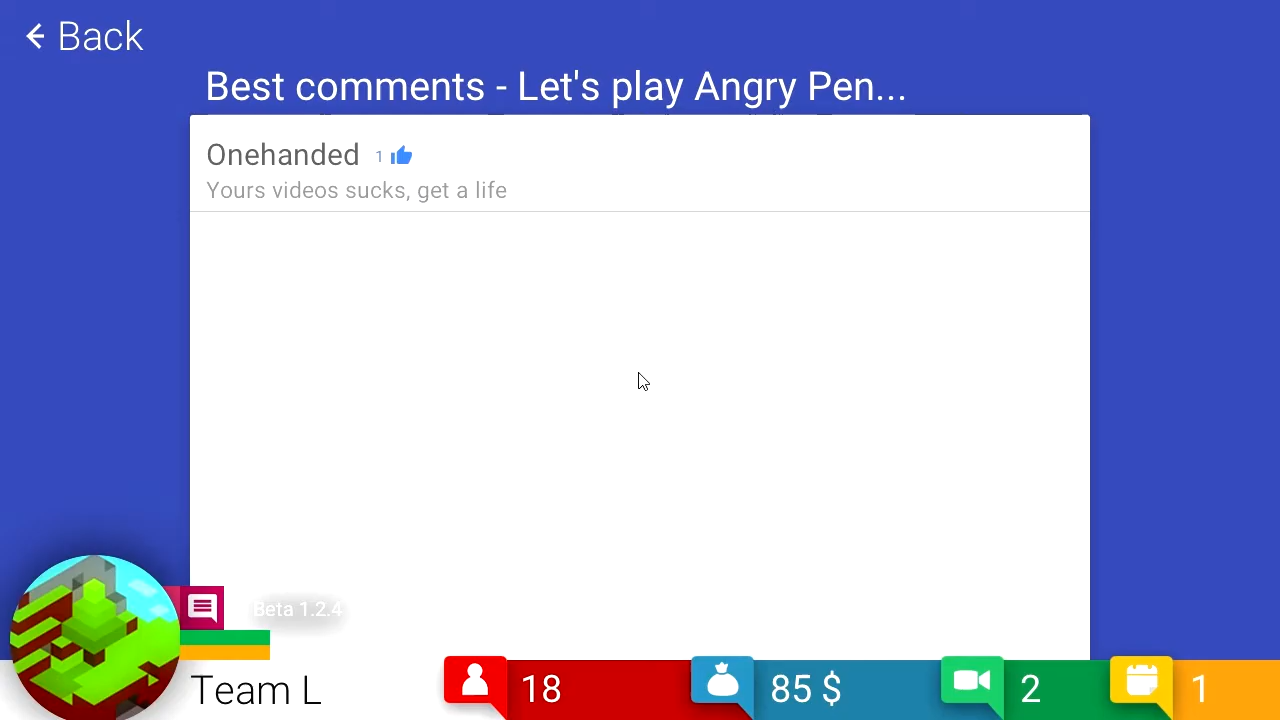 Back
Best comments - Let's play Angry Pen...
Onehanded 1
Yours videos sucks, get a life
Beta 1.2.4
Team L
18
85 $
2
1